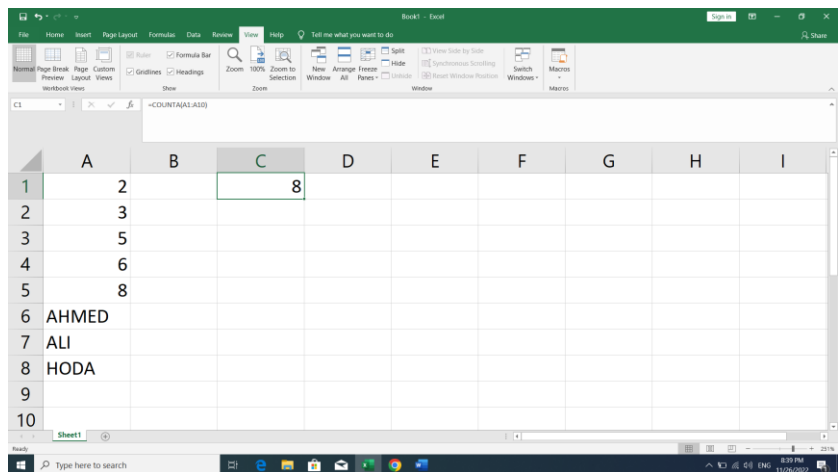 Book1 - Excel
Sign in
File Home Insert Page Layout Formulas Data Review View Help Tell me what you want to do Share
Normal Page Break Preview Page Layout Custom Views
Ruler Formula Bar
Gridlines Headings
Zoom 100% Zoom to Selection
New Window Arrange All Freeze Panes
Split
Hide
Unhide
View Side by Side
Synchronous Scrolling
Reset Window Position
Switch Windows Macros
Workbook Views Show Zoom Window Macros
C1 fx =COUNTA(A1:A10)
A B C D E F G H I
1 2 8
2 3
3 5
4 6
5 8
6 AHMED
7 ALI
8 HODA
9
10
Sheet1
Ready 251%
Type here to search ENG 8:39 PM
11/26/2022